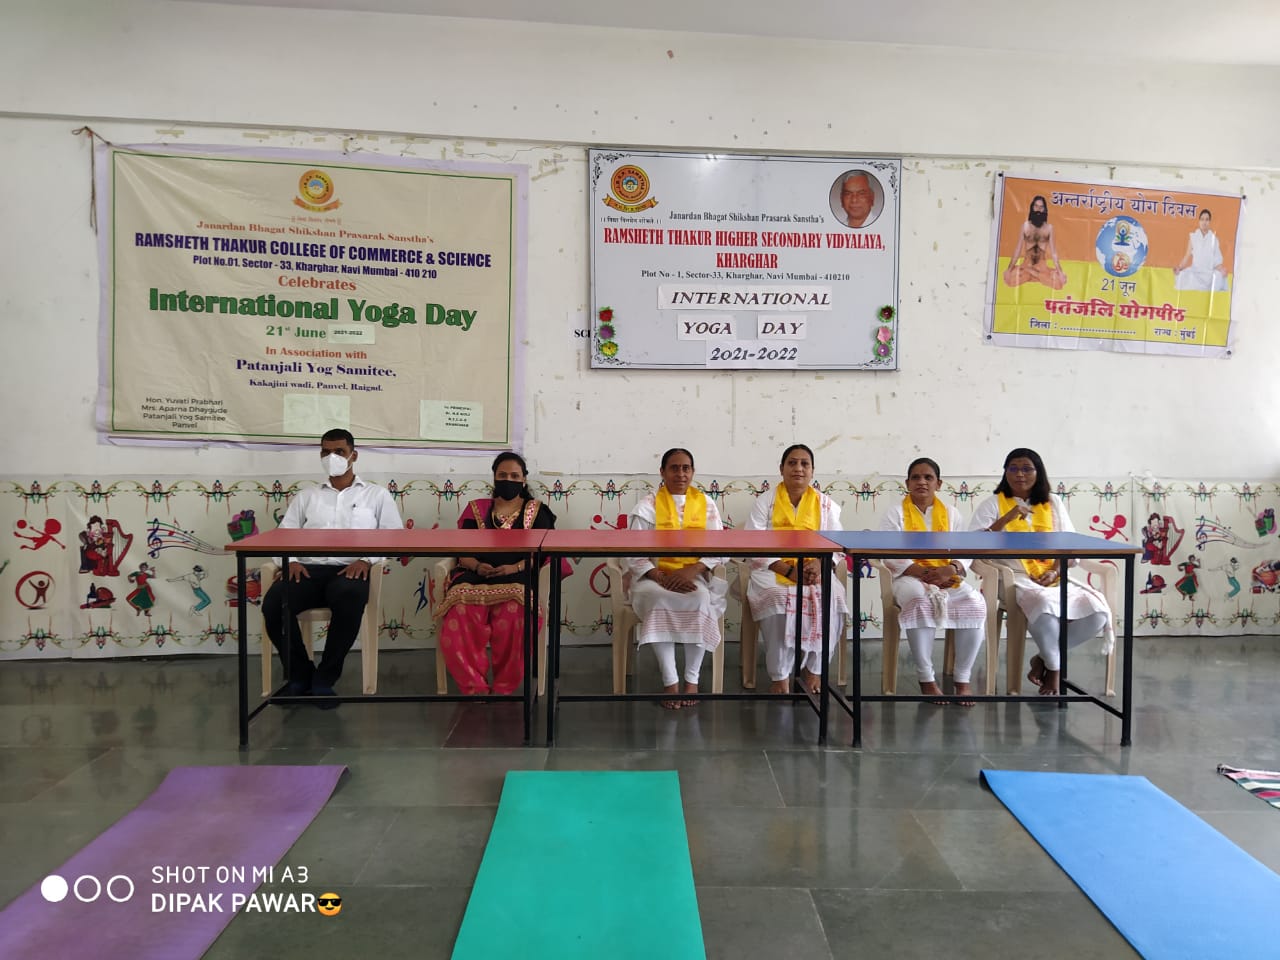 Janardan Bhagat Shikshan Prasarak Sanstha's
RAMSHETH THAKUR COLLEGE OF COMMERCE & SCIENCE
Plot No.01, Sector - 33, Kharghar, Navi Mumbai - 410 210
Celebrates
International Yoga Day
21st June 2021-2022
In Association with
Patanjali Yog Samitee,
Kakajini wadi, Panvel, Raigad.
Hon. Yuvati Prabhari
Mrs. Aparna Dhaygude
Patanjali Yog Samitee
Panvel
PRINCIPAL
KHARGHAR
Janardan Bhagat Shikshan Prasarak Sanstha's
RAMSHETH THAKUR HIGHER SECONDARY VIDYALAYA,
KHARGHAR
Plot No - 1, Sector-33, Kharghar, Navi Mumbai - 410210
INTERNATIONAL
YOGA DAY
2021-2022
अन्तर्राष्ट्रीय योग दिवस
21 जून
पतंजलि योगपीठ
जिला : राज्य : मुंबई
SHOT ON MI A3
DIPAK PAWAR😎